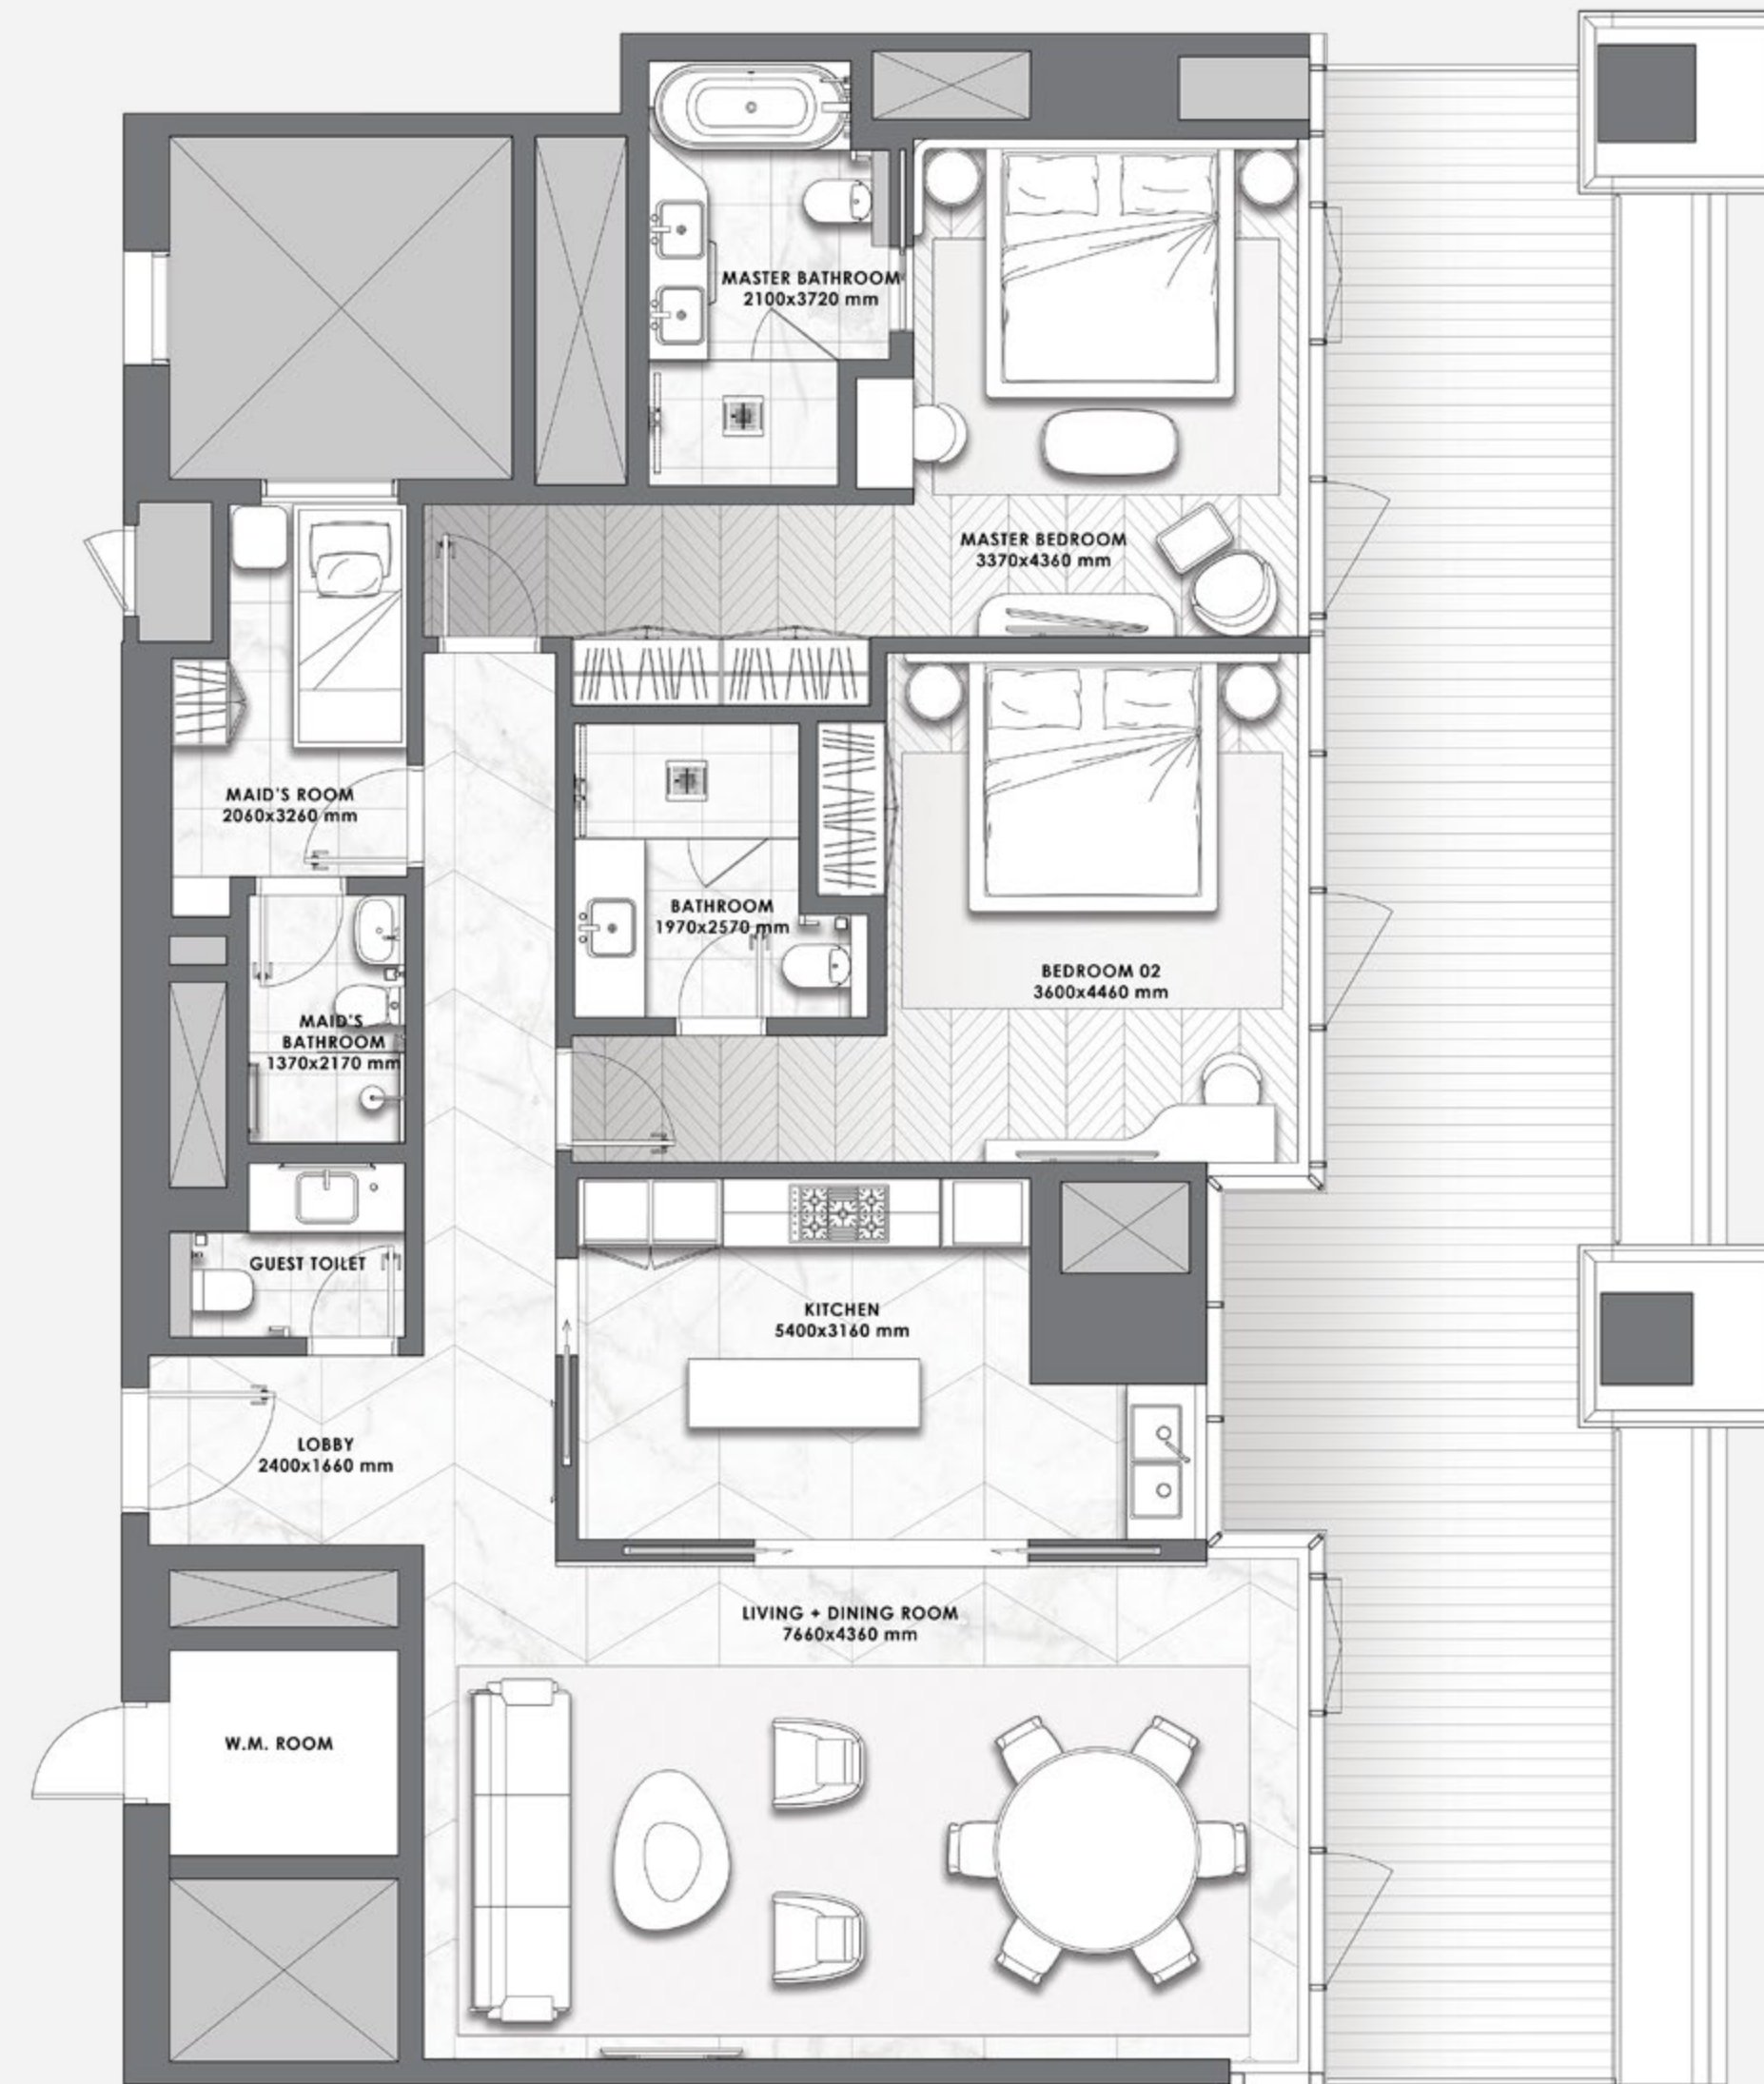 MASTER BATHROOM
2100x3720 mm
MASTER BEDROOM
3370x4360 mm
MAID'S ROOM
2060x3260 mm
BATHROOM
1970x2570 mm
BEDROOM 02
3600x4460 mm
MAID'S
BATHROOM
1370x2170 mm
GUEST TOILET
KITCHEN
5400x3160 mm
LOBBY
2400x1660 mm
LIVING + DINING ROOM
7660x4360 mm
W.M. ROOM